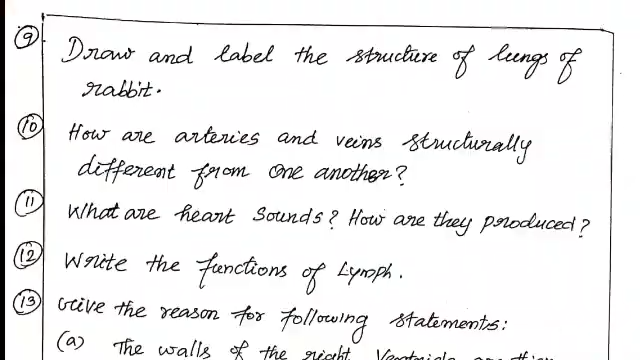 9 Draw and label the structure of lungs of
rabbit.
10 How are arteries and veins structurally
different from one another?
11 What are heart Sounds? How are they produced?
12 Write the functions of Lymph.
13 Give the reason for following statements:
(a) The walls of the right Ventricle are